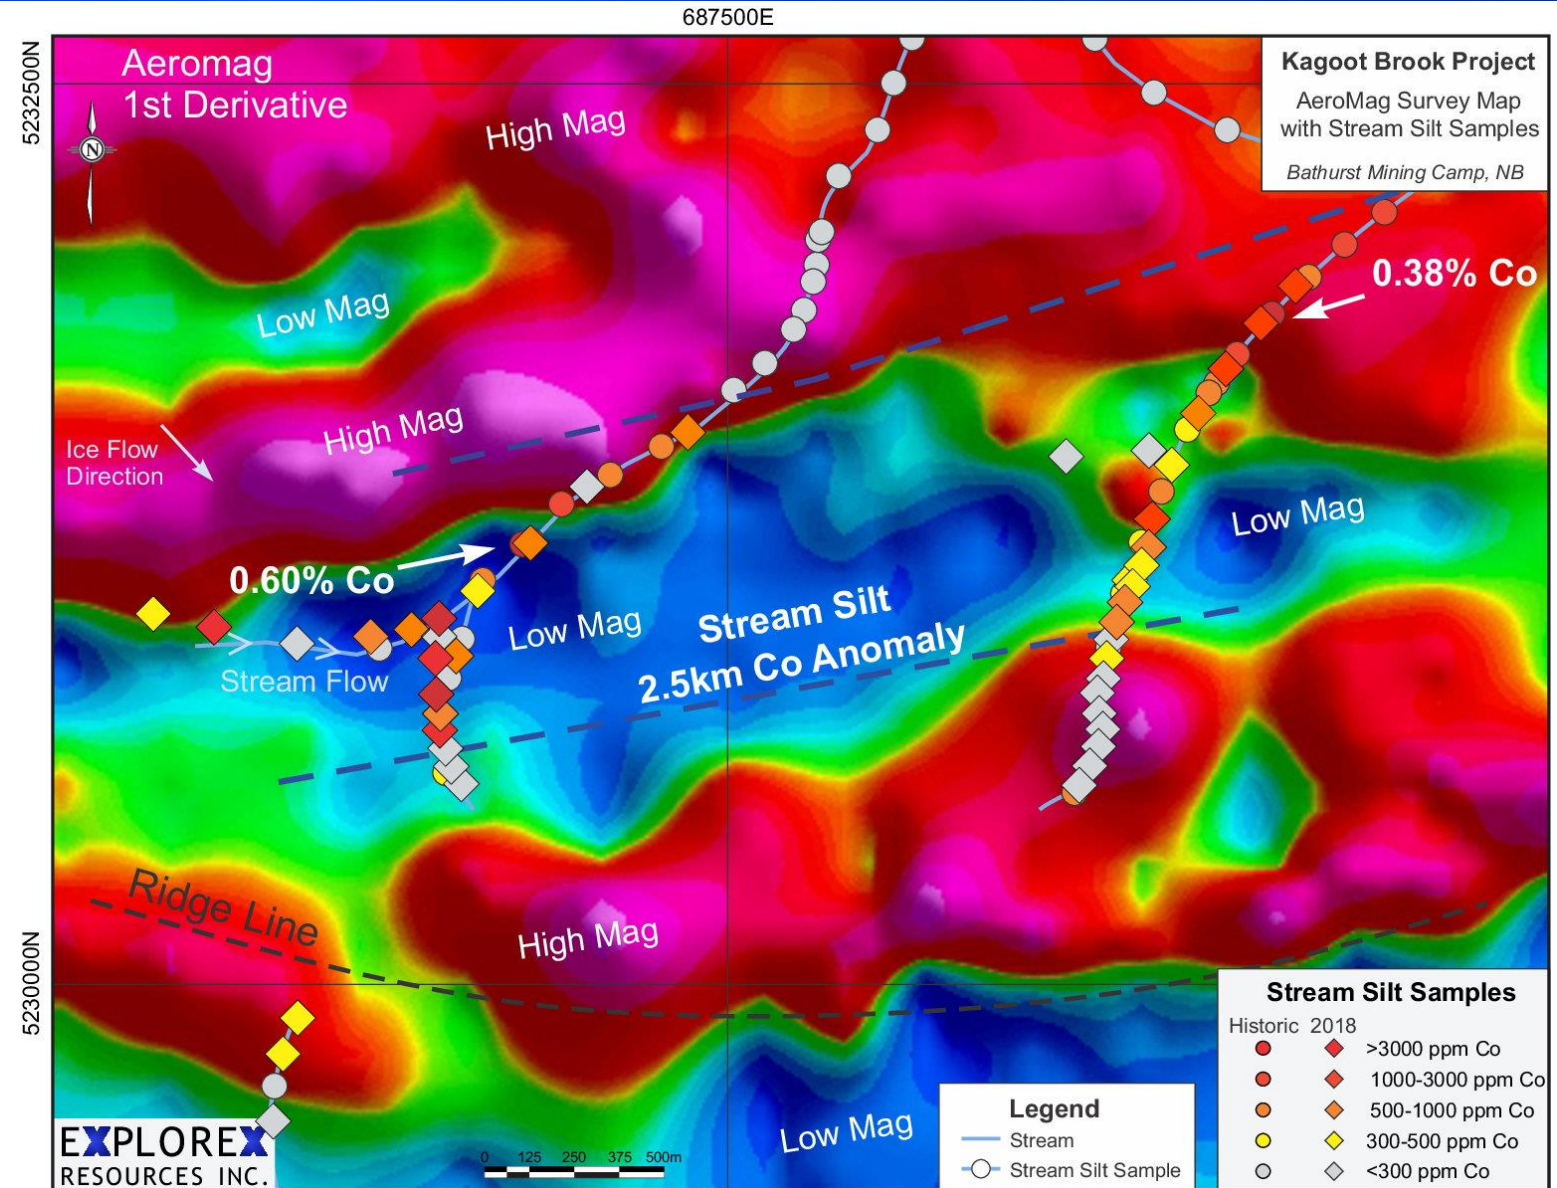 687500E
5232500N
Aeromag
1st Derivative
N
High Mag
Kagoot Brook Project
AeroMag Survey Map
with Stream Silt Samples
Bathurst Mining Camp, NB
0.38% Co
Low Mag
High Mag
Ice Flow
Direction
Low Mag
0.60% Co
Low Mag
Stream Silt
2.5km Co Anomaly
Stream Flow
Ridge Line
High Mag
5230000N
Low Mag
EXPLOREX
RESOURCES INC.
0 125 250 375 500m
Legend
Stream
Stream Silt Sample
Stream Silt Samples
Historic 2018
>3000 ppm Co
1000-3000 ppm Co
500-1000 ppm Co
300-500 ppm Co
<300 ppm Co